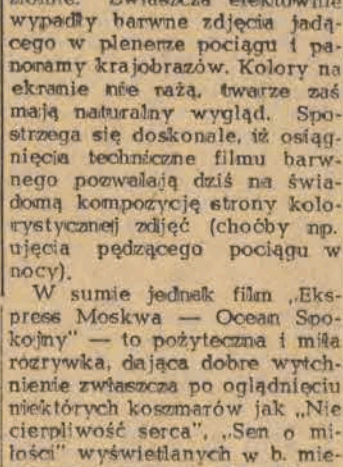 wypadły barwne zdjęcia jadą-
cego w plenerze pociągu i pa-
noramy krajobrazów. Kolory na
ekranie nie rażą, twarze zaś
mają naturalny wygląd. Spo-
strzega się doskonale, iż osiąg-
nięcia techniczne filmu barw-
nego pozwalają dziś na świa-
domą kompozycję strony kolo-
rystycznej zdjęć (choćby np.
ujęcia pędzącego pociągu w
nocy).
W sumie jednak film „Eks-
press Moskwa — Ocean Spo-
kojny" — to pożyteczna i miła
rozrywka, dająca dobre wytch-
nienie zwłaszcza po oglądnięciu
niektórych koszmarów jak „Nie
cierpliwość serca", „Sen o mi-
łości" wyświetlanych w b. mie-